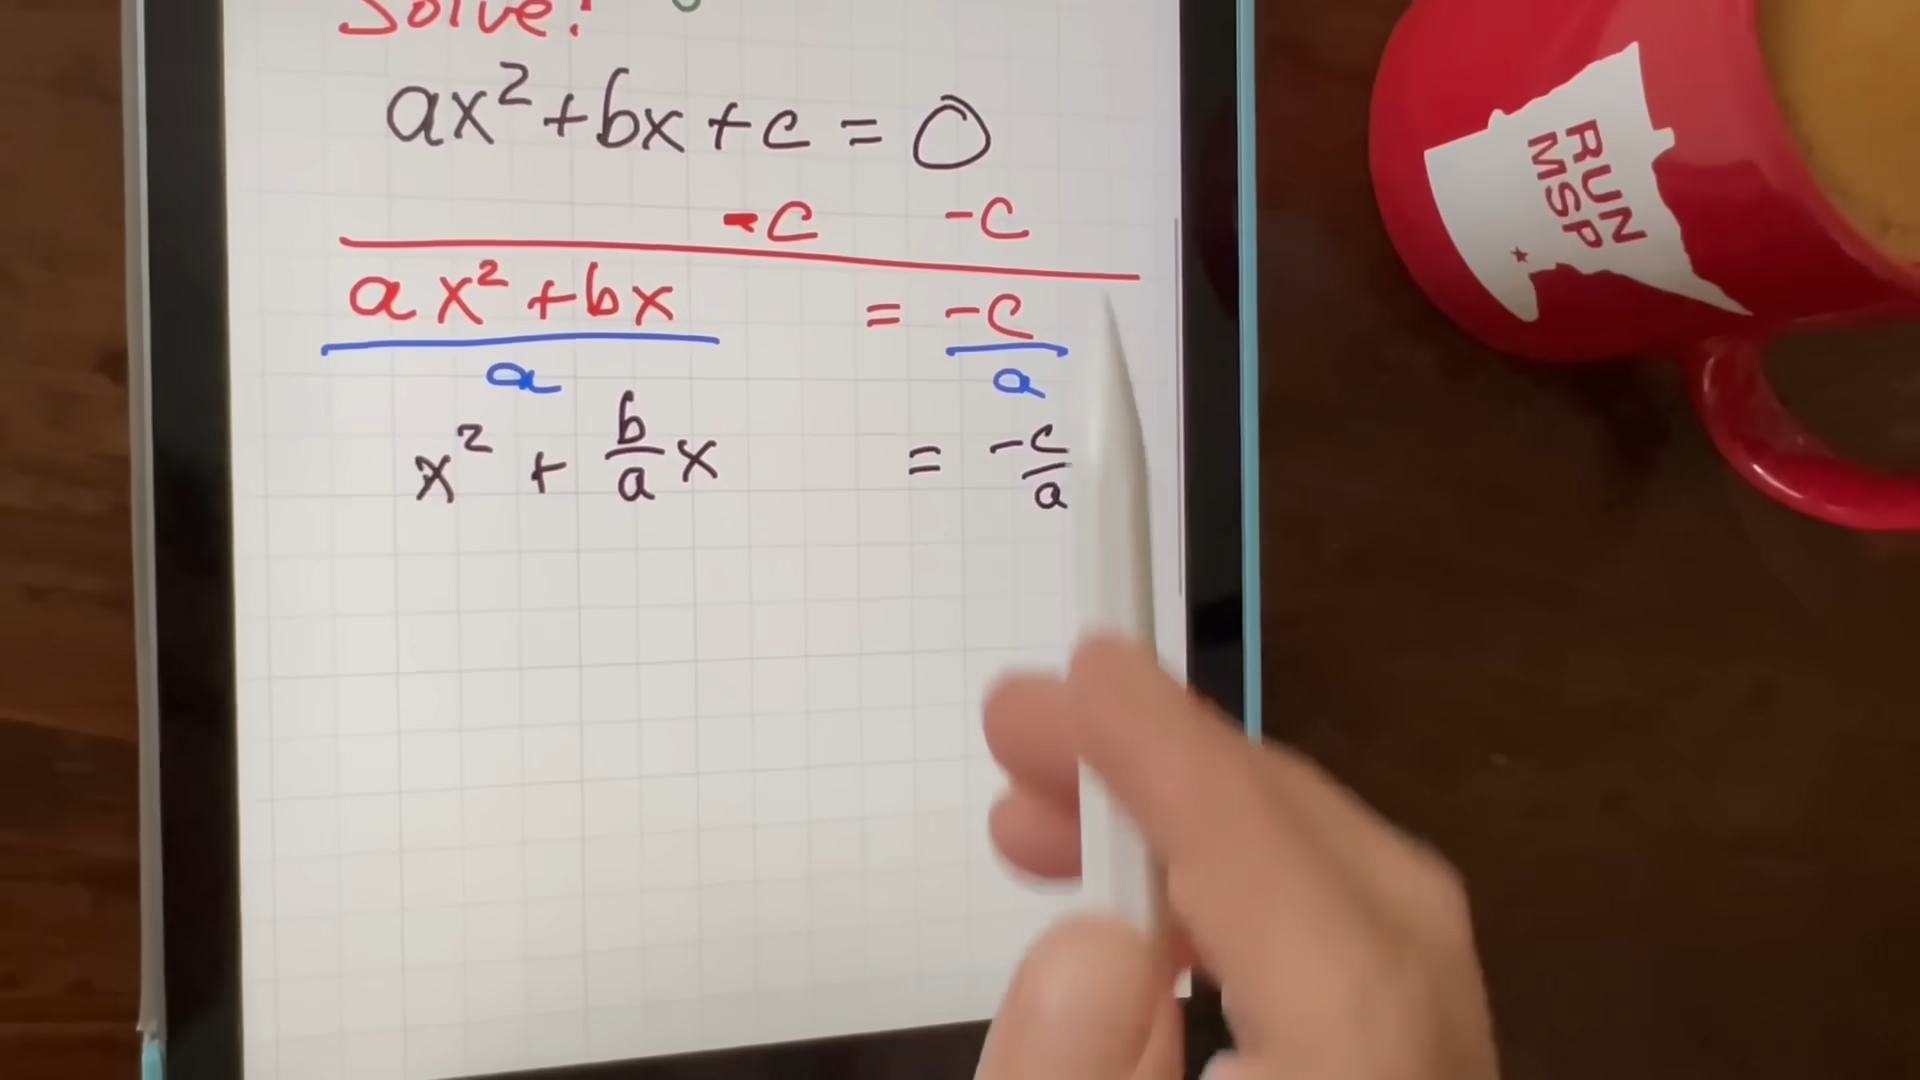 Solve!
ax² + bx + c = 0
-c -c
ax² + bx = -c
a a
x² + b/a x = -c/a
RUN
MSP